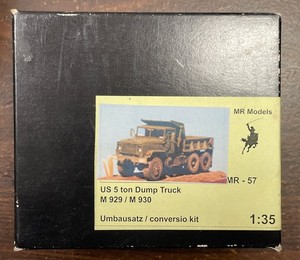 MR Models
MR - 57
US 5 ton Dump Truck
M 929 / M 930
Umbausatz / conversio kit
1:35